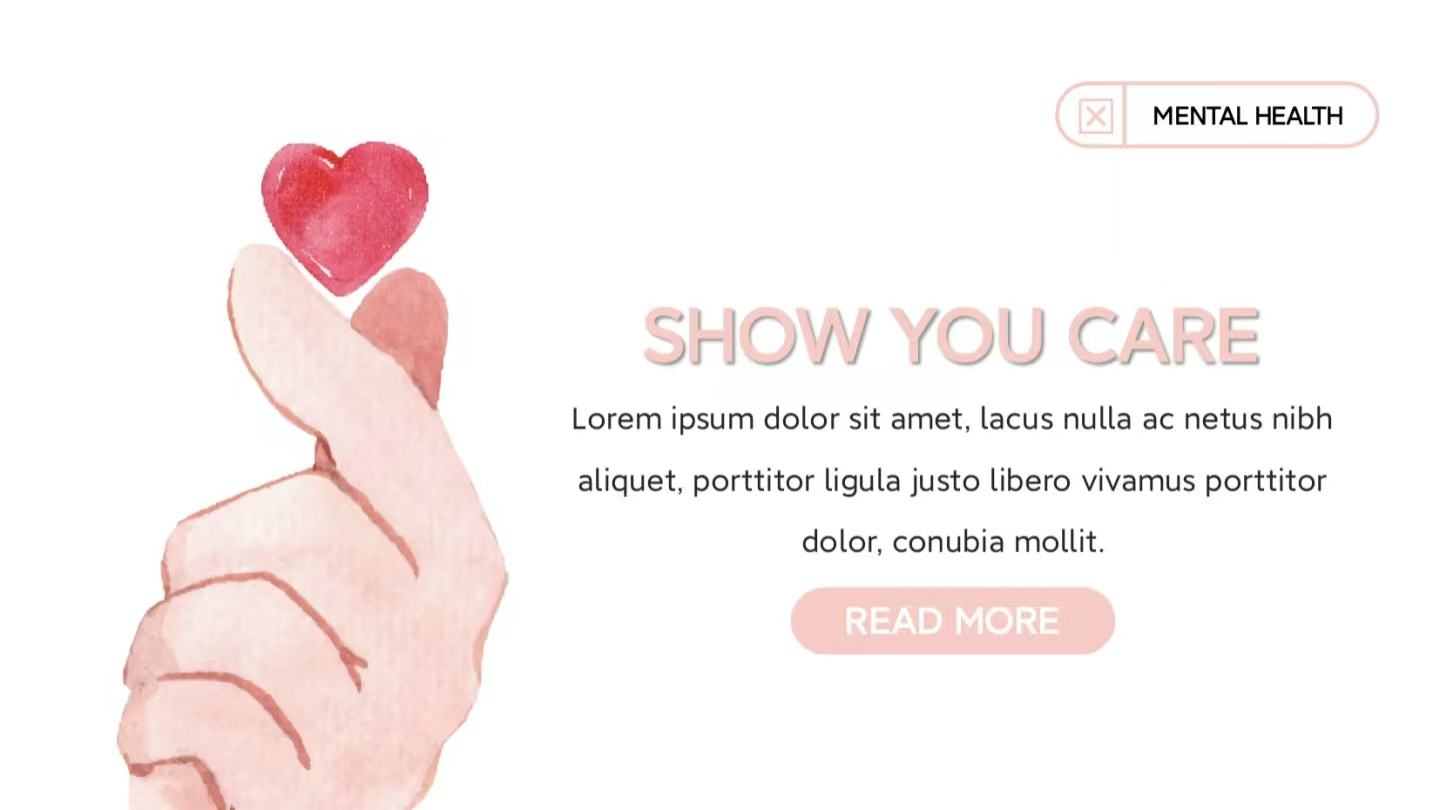 MENTAL HEALTH
SHOW YOU CARE
Lorem ipsum dolor sit amet, lacus nulla ac netus nibh
aliquet, porttitor ligula justo libero vivamus porttitor
dolor, conubia mollit.
READ MORE